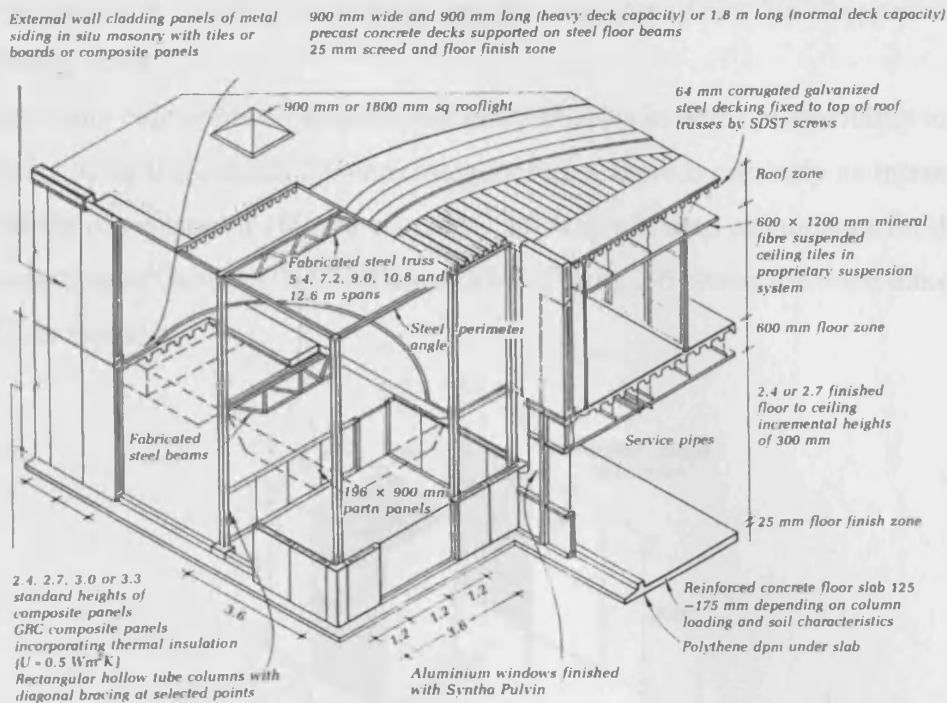 External wall cladding panels of metal
siding in situ masonry with tiles or
boards or composite panels
900 mm wide and 900 mm long (heavy deck capacity) or 1.8 m long (normal deck capacity)
precast concrete decks supported on steel floor beams
25 mm screed and floor finish zone
900 mm or 1800 mm sq rooflight
64 mm corrugated galvanized
steel decking fixed to top of roof
trusses by SDST screws
Roof zone
600 × 1200 mm mineral
fibre suspended
ceiling tiles in
proprietary suspension
system
Fabricated steel truss
5.4, 7.2, 9.0, 10.8 and
12.6 m spans
Steel perimeter
angle
600 mm floor zone
2.4 or 2.7 finished
floor to ceiling
incremental heights
of 300 mm
Fabricated
steel beams
Service pipes
196 × 900 mm
partn panels
25 mm floor finish zone
2.4, 2.7, 3.0 or 3.3
standard heights of
composite panels
GRC composite panels
incorporating thermal insulation
(U = 0.5 Wm²K)
Rectangular hollow tube columns with
diagonal bracing at selected points
3.6
1.2
1.2
1.2
3.6
Reinforced concrete floor slab 125
–175 mm depending on column
loading and soil characteristics
Polythene dpm under slab
Aluminium windows finished
with Syntha Pulvin